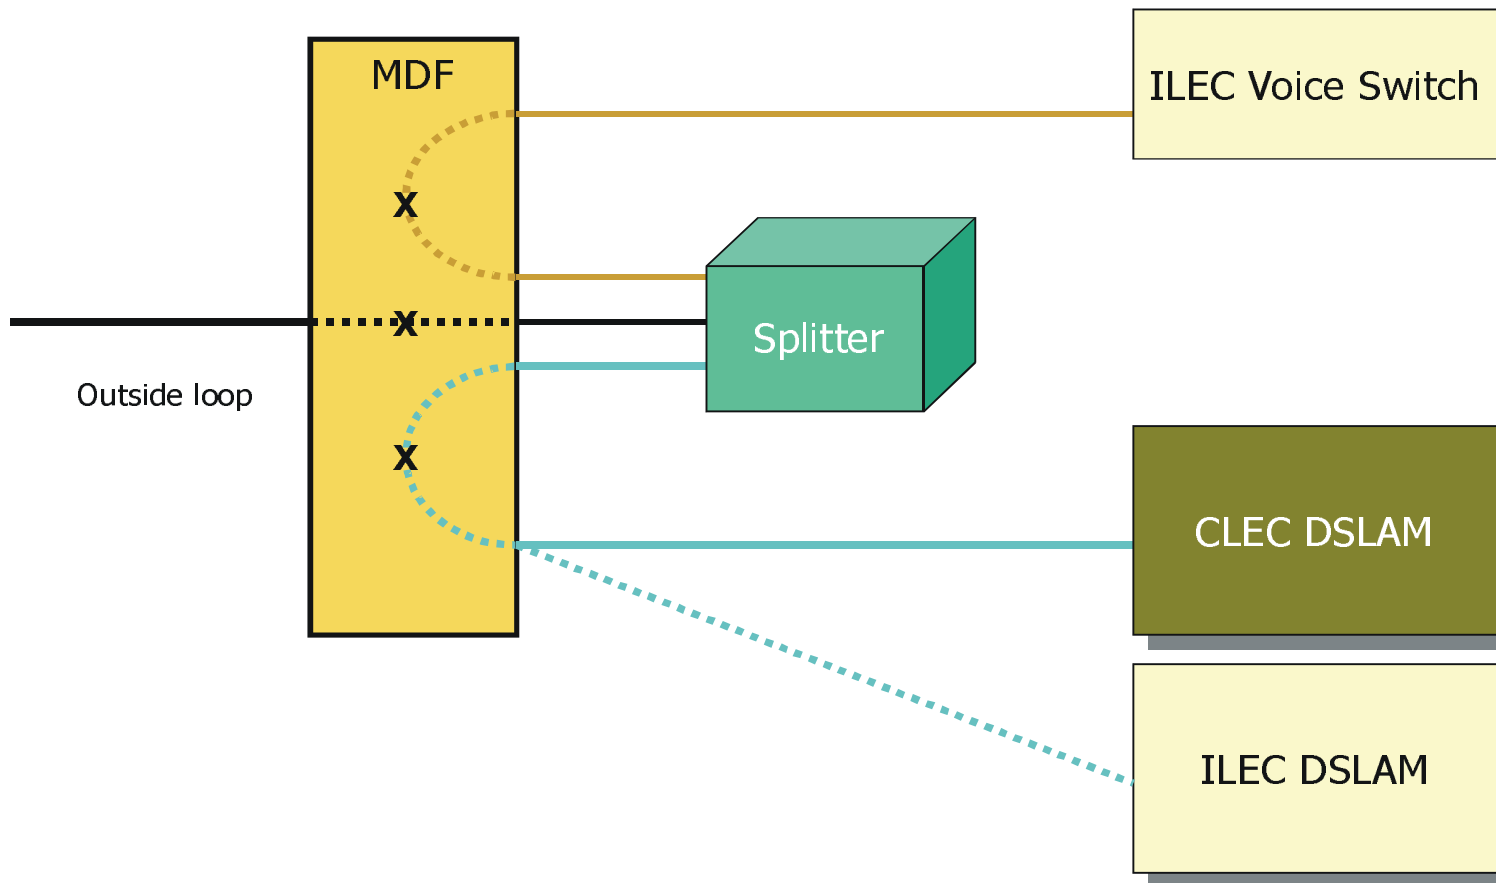 MDF
ILEC Voice Switch
x
x
Splitter
Outside loop
x
CLEC DSLAM
ILEC DSLAM